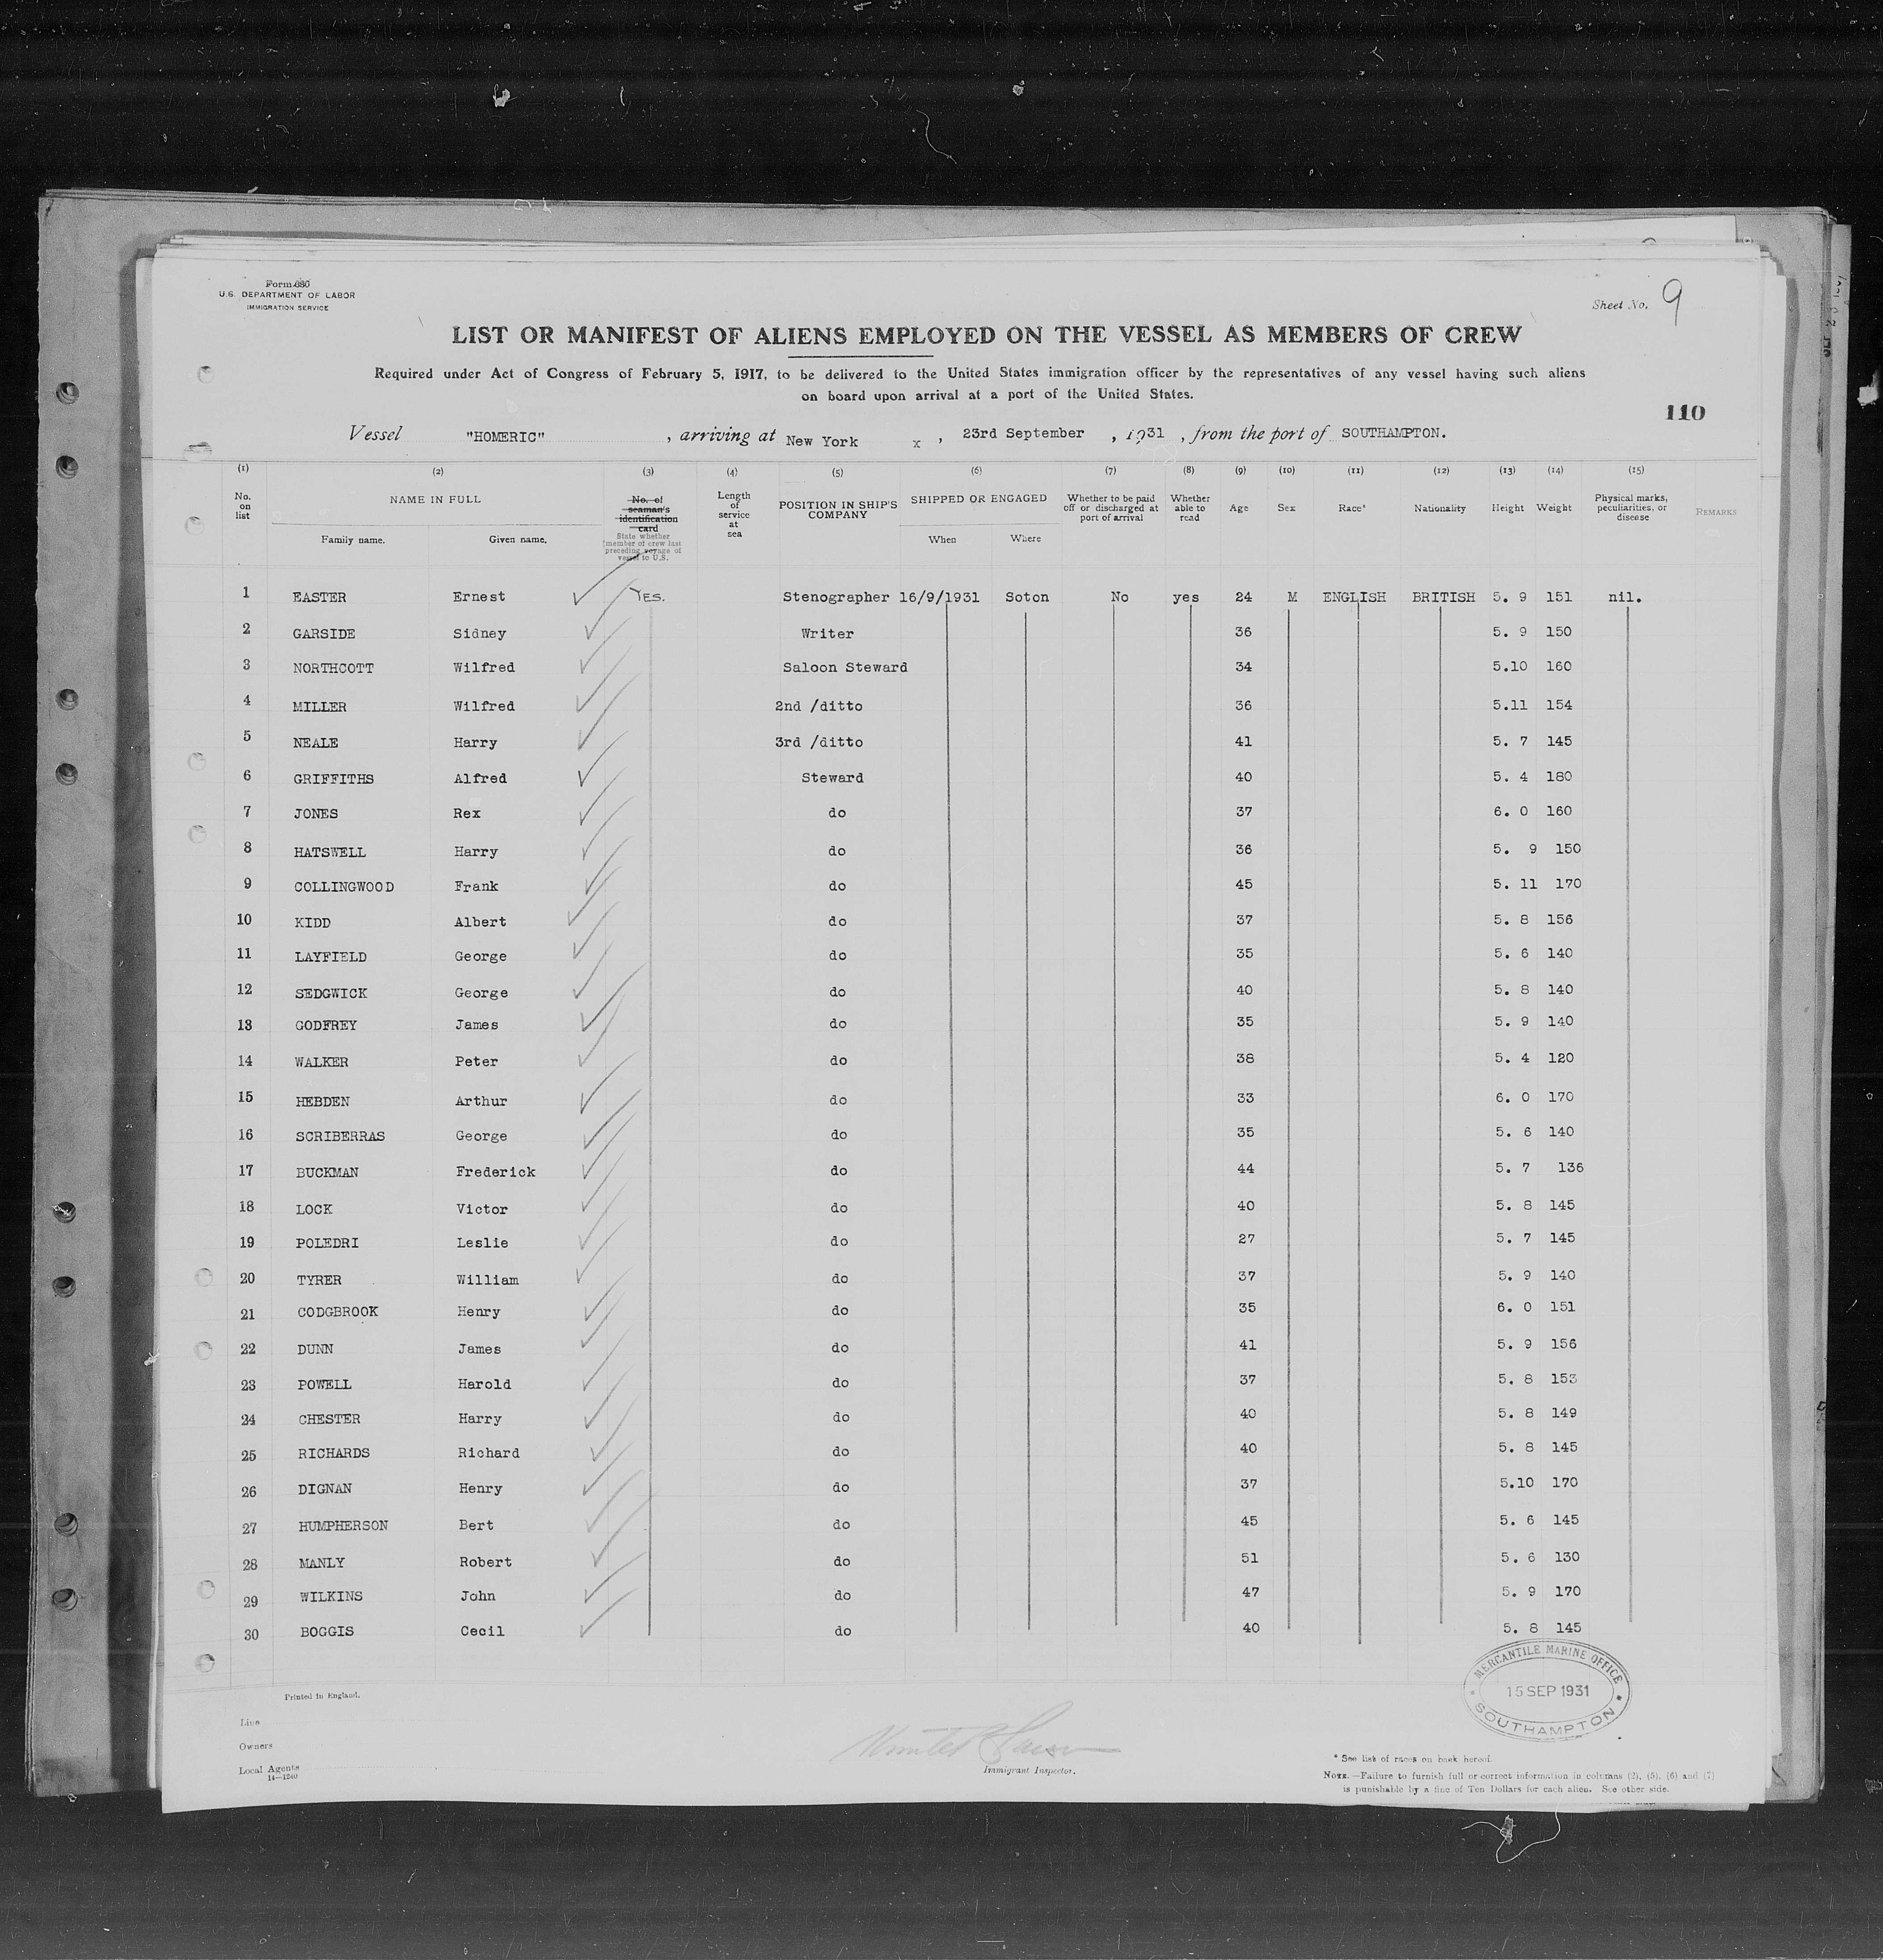 Form 680
U.S. DEPARTMENT OF LABOR
IMMIGRATION SERVICE
Sheet No. 9
LIST OR MANIFEST OF ALIENS EMPLOYED ON THE VESSEL AS MEMBERS OF CREW
Required under Act of Congress of February 5, 1917, to be delivered to the United States immigration officer by the representatives of any vessel having such aliens
on board upon arrival at a port of the United States.
110
Vessel "HOMERIC", arriving at New York x, 23rd September, 1931, from the port of SOUTHAMPTON.
(1) (2) (3) (4) (5) (6) (7) (8) (9) (10) (11) (12) (13) (14) (15)
No. on list NAME IN FULL Family name. Given name. No. of seaman's identification card State whether member of crew last preceding voyage of vessel to U.S. Length of service at sea POSITION IN SHIP'S COMPANY SHIPPED OR ENGAGED When Where Whether to be paid off or discharged at port of arrival Whether able to read Age Sex Race* Nationality Height Weight Physical marks, peculiarities, or disease REMARKS
1 EASTER Ernest YES. Stenographer 16/9/1931 Soton No yes 24 M ENGLISH BRITISH 5. 9 151 nil.
2 GARSIDE Sidney Writer 36 5. 9 150
3 NORTHCOTT Wilfred Saloon Steward 34 5.10 160
4 MILLER Wilfred 2nd /ditto 36 5.11 154
5 NEALE Harry 3rd /ditto 41 5. 7 145
6 GRIFFITHS Alfred Steward 40 5. 4 180
7 JONES Rex do 37 6. 0 160
8 HATSWELL Harry do 36 5. 9 150
9 COLLINGWOOD Frank do 45 5. 11 170
10 KIDD Albert do 37 5. 8 156
11 LAYFIELD George do 35 5. 6 140
12 SEDGWICK George do 40 5. 8 140
13 GODFREY James do 35 5. 9 140
14 WALKER Peter do 38 5. 4 120
15 HEBDEN Arthur do 33 6. 0 170
16 SCRIBERRAS George do 35 5. 6 140
17 BUCKMAN Frederick do 44 5. 7 136
18 LOCK Victor do 40 5. 8 145
19 POLEDRI Leslie do 27 5. 7 145
20 TYRER William do 37 5. 9 140
21 CODGBROOK Henry do 35 6. 0 151
22 DUNN James do 41 5. 9 156
23 POWELL Harold do 37 5. 8 153
24 CHESTER Harry do 40 5. 8 149
25 RICHARDS Richard do 40 5. 8 145
26 DIGNAN Henry do 37 5.10 170
27 HUMPHERSON Bert do 45 5. 6 145
28 MANLY Robert do 51 5. 6 130
29 WILKINS John do 47 5. 9 170
30 BOGGIS Cecil do 40 5. 8 145
MERCANTILE MARINE OFFICE
15 SEP 1931
SOUTHAMPTON
Printed in England.
Line
Owners
Local Agents
14—1240
Immigrant Inspector.
* See list of races on back hereof.
NOTE.—Failure to furnish full or correct information in columns (2), (5), (6) and (7)
is punishable by a fine of Ten Dollars for each alien. See other side.